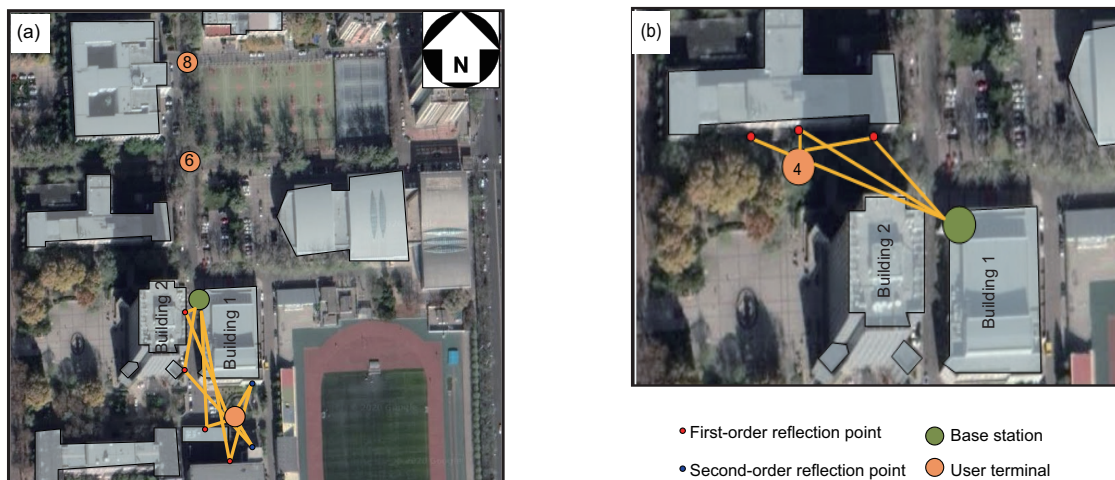 (a)
N
8
6
Building 2
Building 1
(b)
4
Building 2
Building 1
First-order reflection point
Second-order reflection point
Base station
User terminal